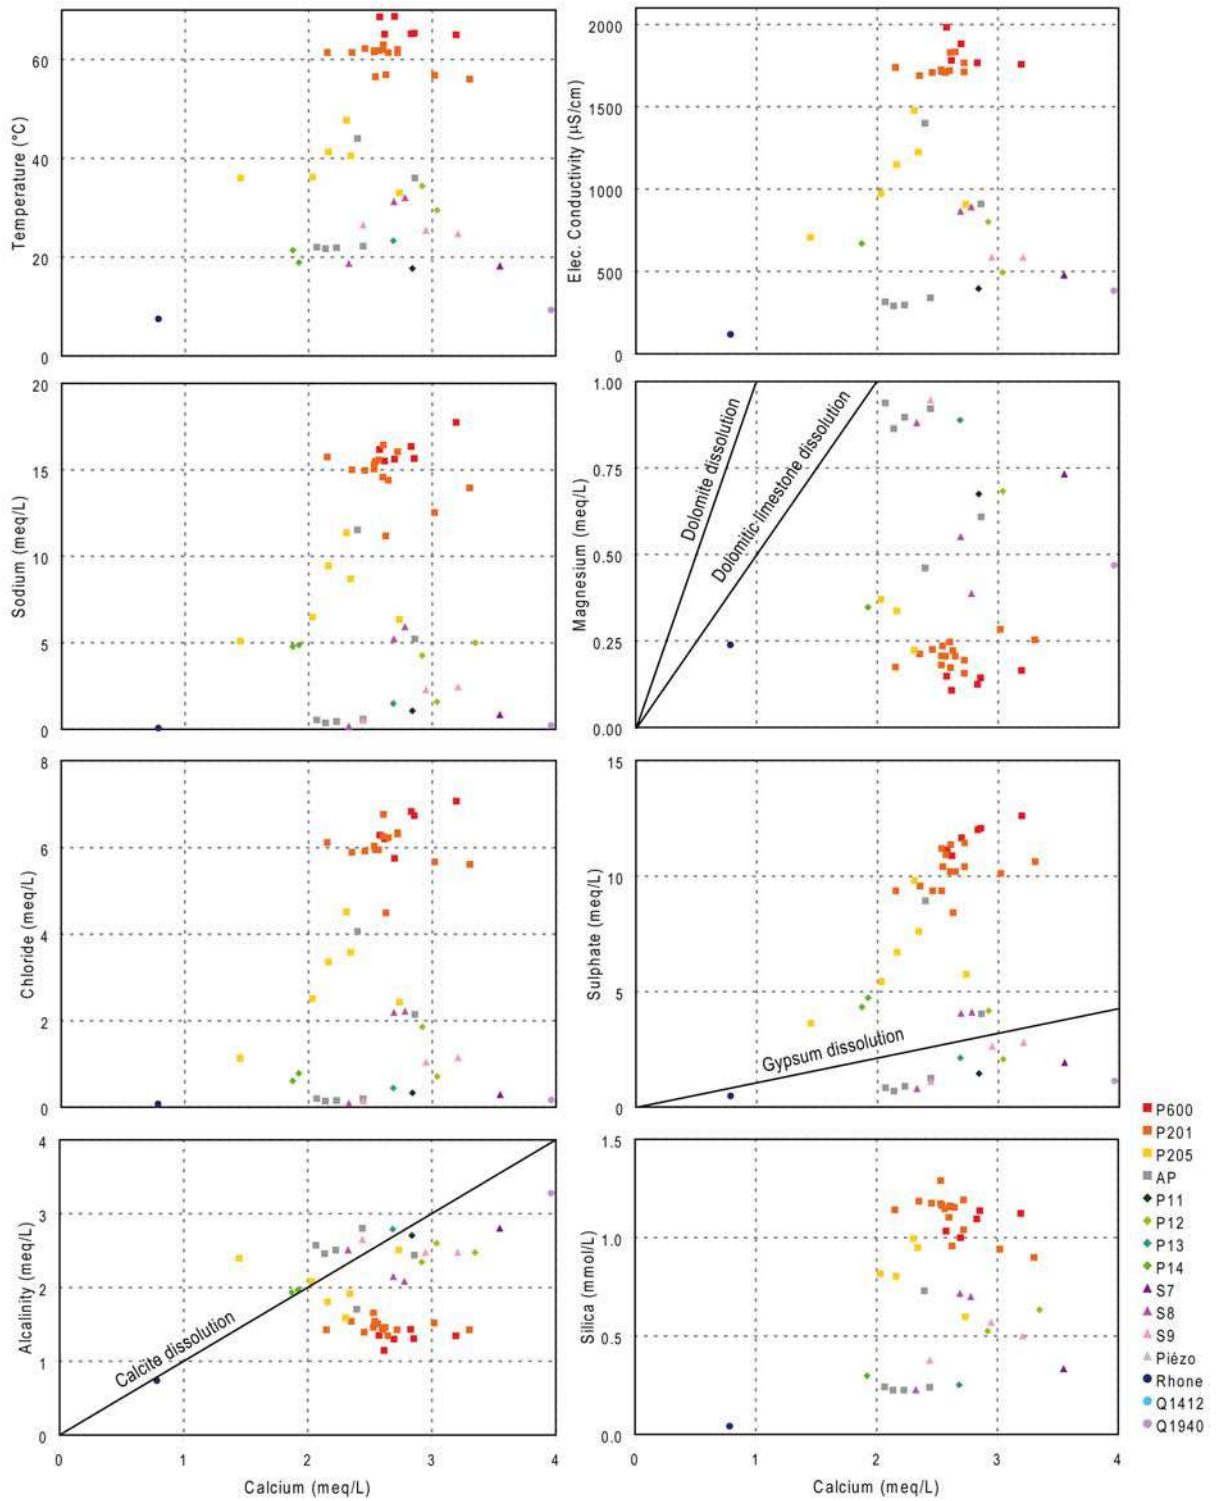 Temperature (°C)
60
40
20
0
Elec. Conductivity (µS/cm)
2000
1500
1000
500
0
Sodium (meq/L)
20
15
10
5
0
Magnesium (meq/L)
1.00
0.75
0.50
0.25
0.00
Dolomite dissolution
Dolomitic-limestone dissolution
Chloride (meq/L)
8
6
4
2
0
Sulphate (meq/L)
15
10
5
0
Gypsum dissolution
Alcalinity (meq/L)
4
3
2
1
0
Calcite dissolution
0 1 2 3 4
Calcium (meq/L)
Silica (mmol/L)
1.5
1.0
0.5
0.0
0 1 2 3 4
Calcium (meq/L)
P600
P201
P205
AP
P11
P12
P13
P14
S7
S8
S9
Piézo
Rhone
Q1412
Q1940